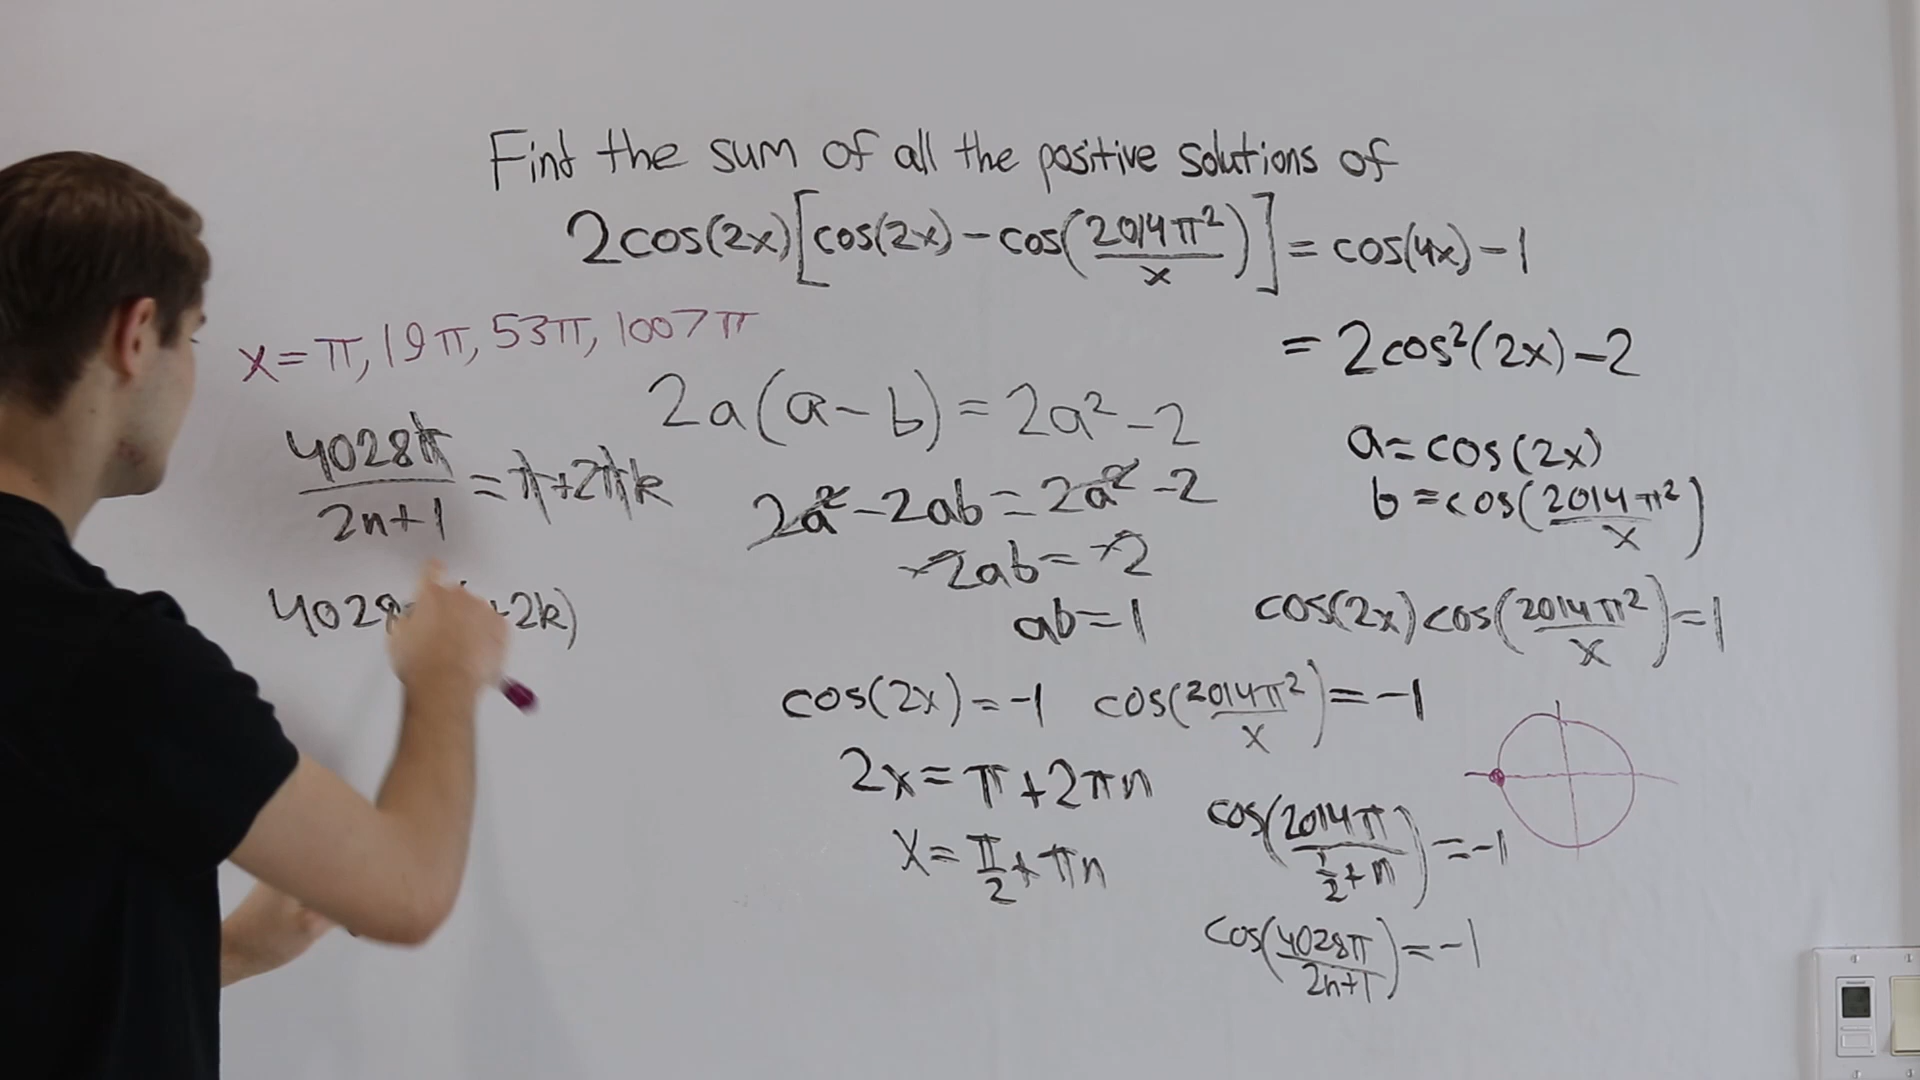 Find the sum of all the positive solutions of
2cos(2x)[cos(2x) - cos(2014π²/x)] = cos(4x) - 1
= 2cos²(2x) - 2
x = π, 19π, 53π, 1007π
2a(a - b) = 2a² - 2
a = cos(2x)
4028π/(2n+1) = π + 2πk
2a² - 2ab = 2a² - 2
b = cos(2014π²/x)
-2ab = -2
4028 +2k)
ab = 1
cos(2x)cos(2014π²/x) = 1
cos(2x) = -1
cos(2014π²/x) = -1
2x = π + 2πn
x = π/2 + πn
cos(2014π/(1/2 + n)) = -1
cos(4028π/(2n+1)) = -1